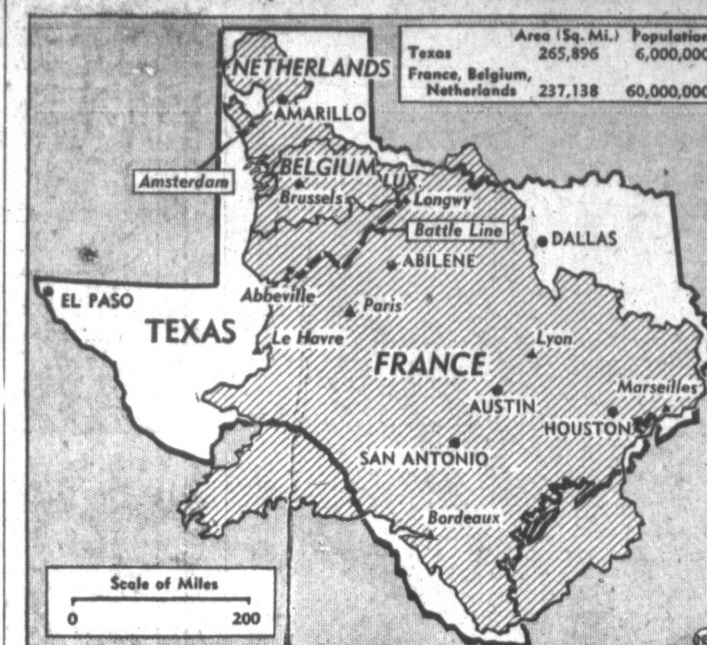 Area (Sq. Mi.) Population
Texas 265,896 6,000,000
France, Belgium,
Netherlands 237,138 60,000,000
NETHERLANDS
AMARILLO
Amsterdam
BELGIUM
LUX.
Brussels
Longwy
Battle Line
DALLAS
ABILENE
EL PASO
Abbeville
Paris
TEXAS
Le Havre
Lyon
FRANCE
Marseilles
AUSTIN
HOUSTON
SAN ANTONIO
Bordeaux
Scale of Miles
0 200